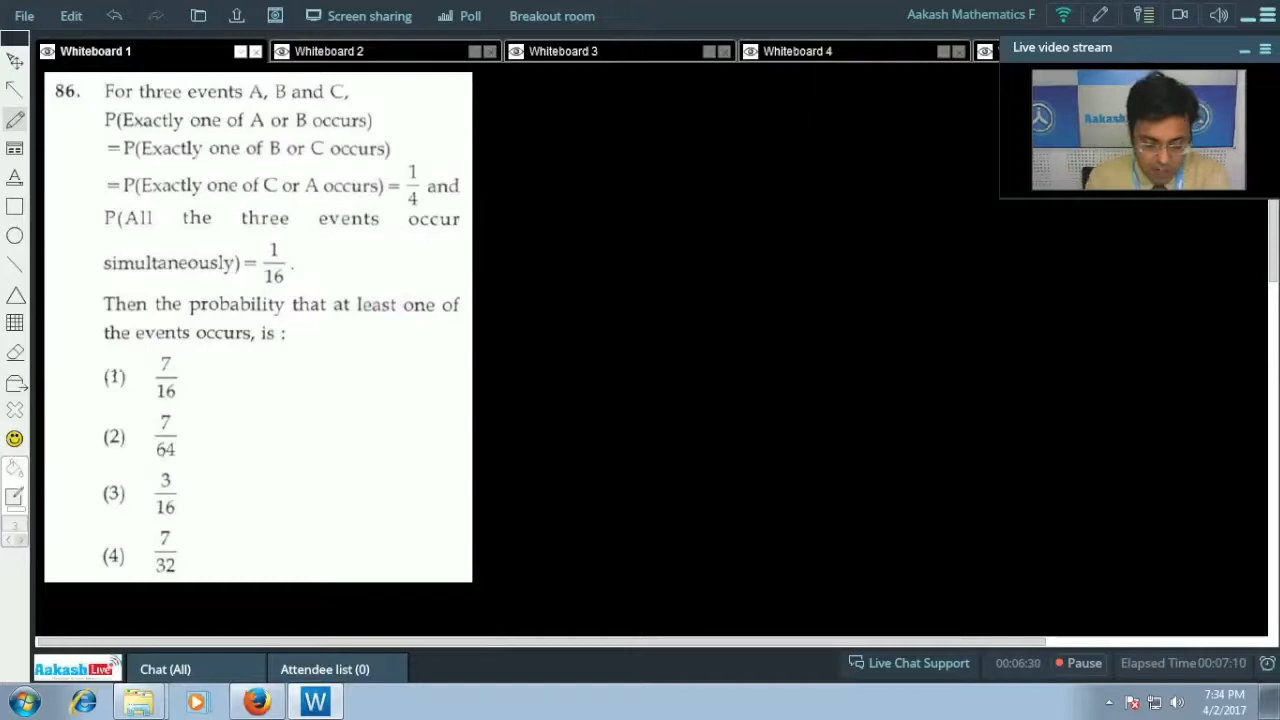 File Edit Screen sharing Poll Breakout room Aakash Mathematics F
Whiteboard 1 Whiteboard 2 Whiteboard 3 Whiteboard 4
Live video stream
Aakash
86. For three events A, B and C,
P(Exactly one of A or B occurs)
=P(Exactly one of B or C occurs)
=P(Exactly one of C or A occurs) = 1/4 and
P(All the three events occur
simultaneously) = 1/16 .
Then the probability that at least one of
the events occurs, is :
(1) 7/16
(2) 7/64
(3) 3/16
(4) 7/32
A
3
Aakash Live Chat (All) Attendee list (0) Live Chat Support 00:06:30 Pause Elapsed Time 00:07:10
W
7:34 PM
4/2/2017